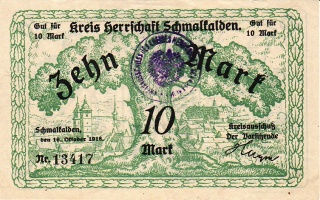 Gut für
10 Mark
Kreis Herrschaft Schmalkalden.
Gut für
10 Mark
Zehn Mark
Schmalkalden,
den 16. Oktober 1918.
10
Mark
Kreisausschuß
Der Vorsitzende
No. 13417